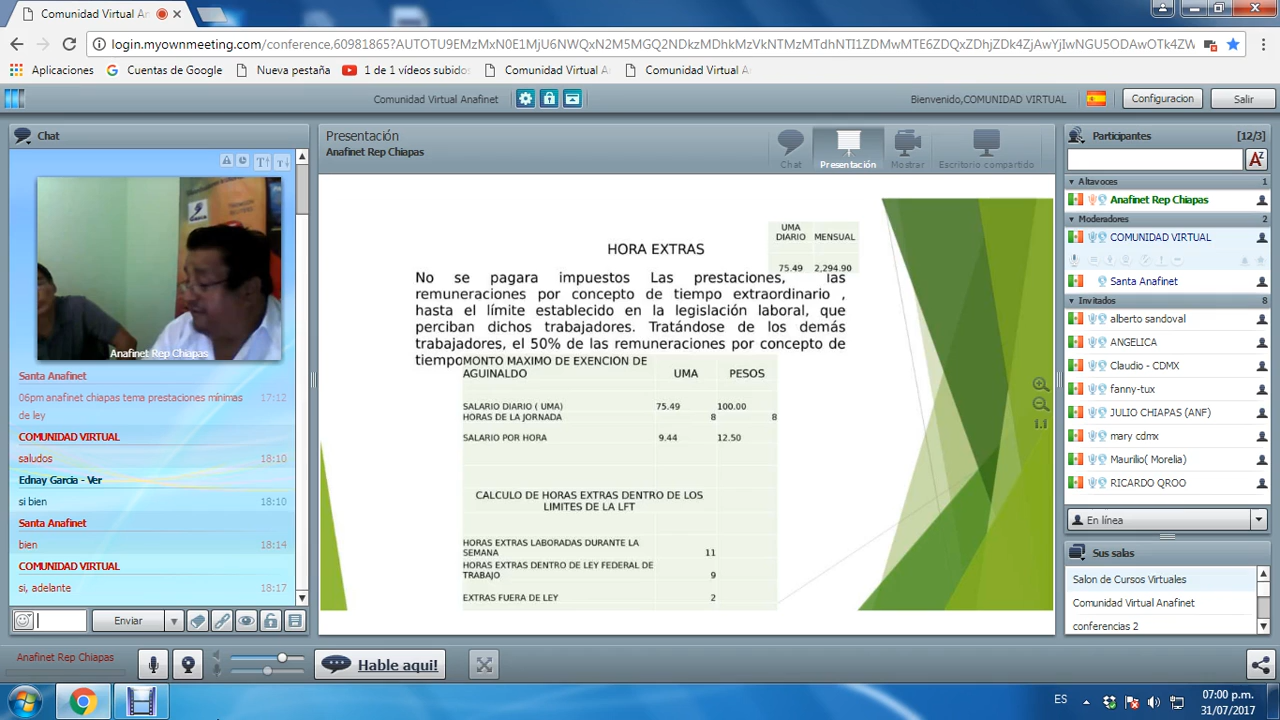 Comunidad Virtual An
login.myownmeeting.com/conference,60981865?
Aplicaciones
Cuentas de Google
Nueva pestaña
1 de 1 vídeos subido
Comunidad Virtual A
Comunidad Virtual A
Comunidad Virtual Anafinet
Bienvenido,COMUNIDAD VIRTUAL
Configuracion
Salir
Chat
Anafinet Rep Chiapas
Santa Anafinet
06pm anafinet chiapas tema prestaciones mínimas 17:12
de ley
COMUNIDAD VIRTUAL
saludos 18:10
Ednay Garcia - Ver
si bien 18:10
Santa Anafinet
bien 18:14
COMUNIDAD VIRTUAL
si, adelante 18:17
Enviar
Presentación
Anafinet Rep Chiapas
Chat
Presentación
Mostrar
Escritorio compartido
UMA
DIARIO MENSUAL
75.49 2,294.90
HORA EXTRAS
No se pagara impuestos Las prestaciones, las
remuneraciones por concepto de tiempo extraordinario ,
hasta el límite establecido en la legislación laboral, que
perciban dichos trabajadores. Tratándose de los demás
trabajadores, el 50% de las remuneraciones por concepto de
tiempo
MONTO MAXIMO DE EXENCION DE
AGUINALDO UMA PESOS
SALARIO DIARIO ( UMA) 75.49 100.00
HORAS DE LA JORNADA 8 8
SALARIO POR HORA 9.44 12.50
CALCULO DE HORAS EXTRAS DENTRO DE LOS
LIMITES DE LA LFT
HORAS EXTRAS LABORADAS DURANTE LA
SEMANA 11
HORAS EXTRAS DENTRO DE LEY FEDERAL DE
TRABAJO 9
EXTRAS FUERA DE LEY 2
1:1
Participantes [12/3]
Altavoces 1
Anafinet Rep Chiapas
Moderadores 2
COMUNIDAD VIRTUAL
Santa Anafinet
Invitados 8
alberto sandoval
ANGELICA
Claudio - CDMX
fanny-tux
JULIO CHIAPAS (ANF)
mary cdmx
Maurilio( Morelia)
RICARDO QROO
En línea
Sus salas
Salon de Cursos Virtuales
Comunidad Virtual Anafinet
conferencias 2
Anafinet Rep Chiapas
Hable aqui!
ES
07:00 p.m.
31/07/2017